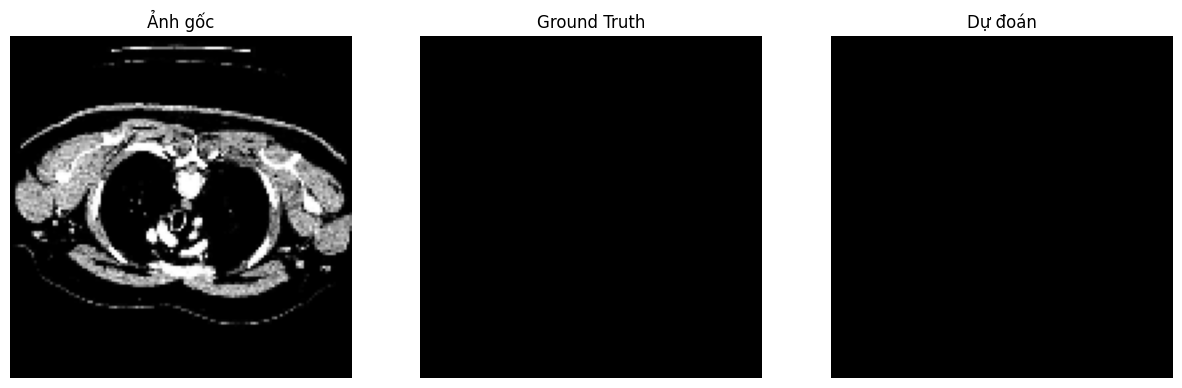 Ảnh gốc
Ground Truth
Dự đoán